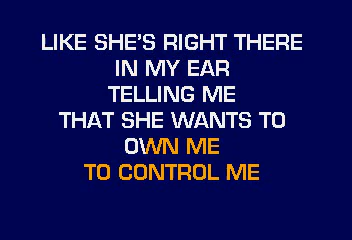 LIKE SHE'S RIGHT THERE
IN MY EAR
TELLING ME
THAT SHE WANTS TO
OWN ME
TO CONTROL ME